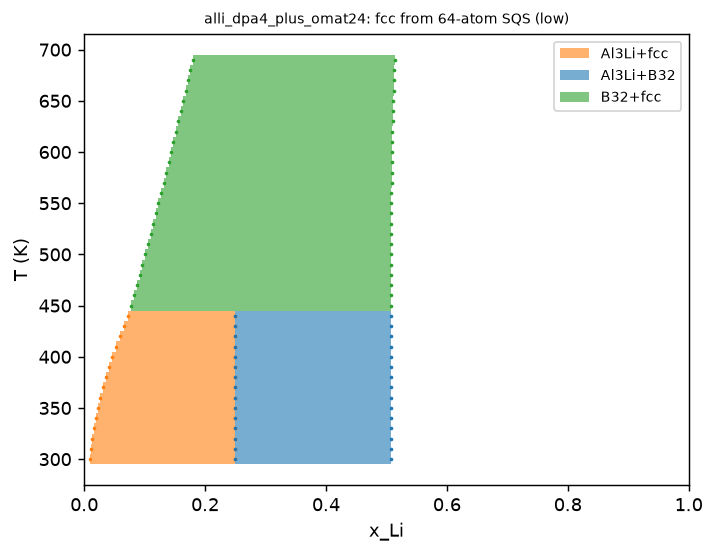 alli_dpa4_plus_omat24: fcc from 64-atom SQS (low)
Al3Li+fcc
Al3Li+B32
B32+fcc
700
650
600
550
500
450
400
350
300
T (K)
0.0 0.2 0.4 0.6 0.8 1.0
x_Li